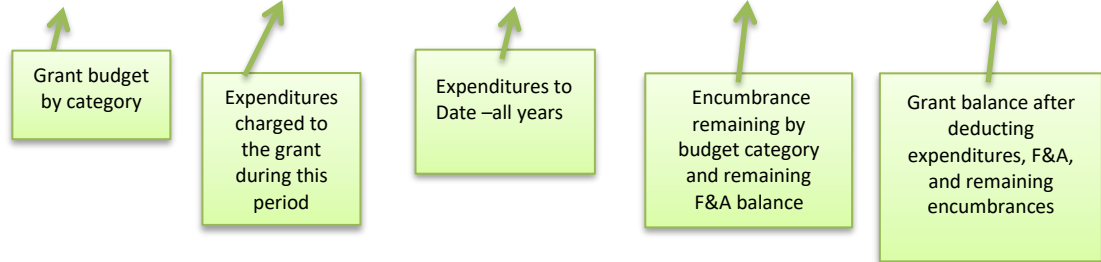 Grant budget
by category
Expenditures
charged to
the grant
during this
period
Expenditures to
Date –all years
Encumbrance
remaining by
budget category
and remaining
F&A balance
Grant balance after
deducting
expenditures, F&A,
and remaining
encumbrances